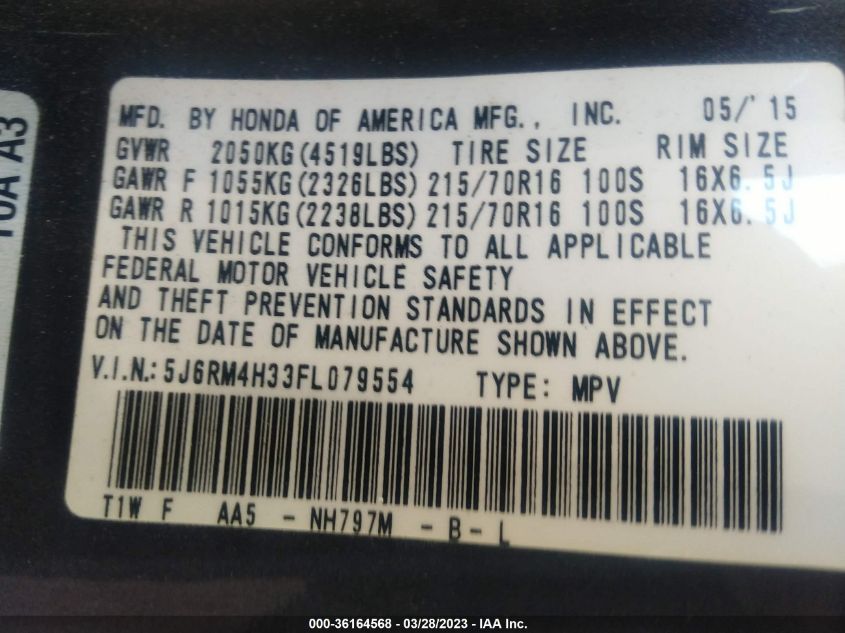 MFD. BY HONDA OF AMERICA MFG., INC. 05/'15
GVWR 2050KG(4519LBS) TIRE SIZE RIM SIZE
GAWR F 1055KG(2326LBS) 215/70R16 100S 16X6.5J
GAWR R 1015KG(2238LBS) 215/70R16 100S 16X6.5J
THIS VEHICLE CONFORMS TO ALL APPLICABLE
FEDERAL MOTOR VEHICLE SAFETY
AND THEFT PREVENTION STANDARDS IN EFFECT
ON THE DATE OF MANUFACTURE SHOWN ABOVE.
V.I.N.: 5J6RM4H33FL079554 TYPE: MPV
T1W F AA5 - NH797M - B - L
000-36164568 - 03/28/2023 - IAA Inc.